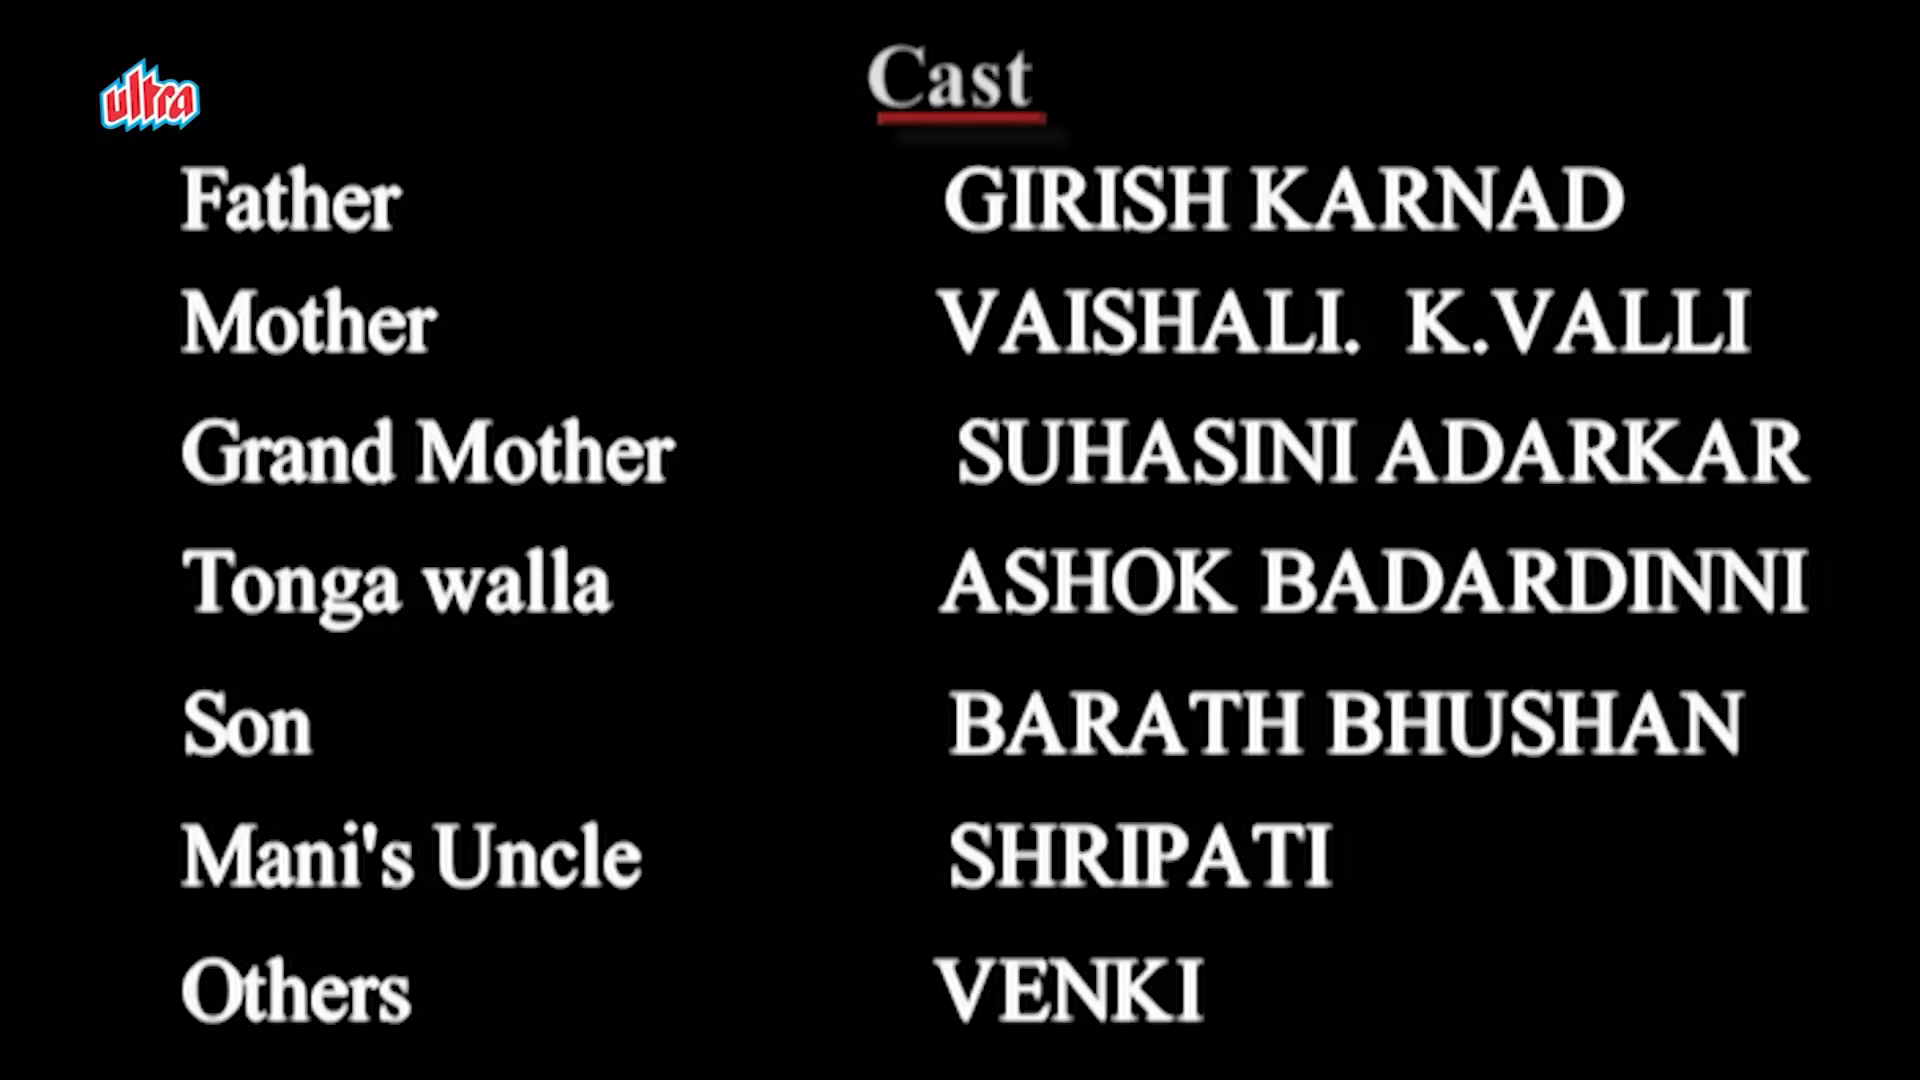 ultra
Cast
Father GIRISH KARNAD
Mother VAISHALI. K.VALLI
Grand Mother SUHASINI ADARKAR
Tonga walla ASHOK BADARDINNI
Son BARATH BHUSHAN
Mani's Uncle SHRIPATI
Others VENKI